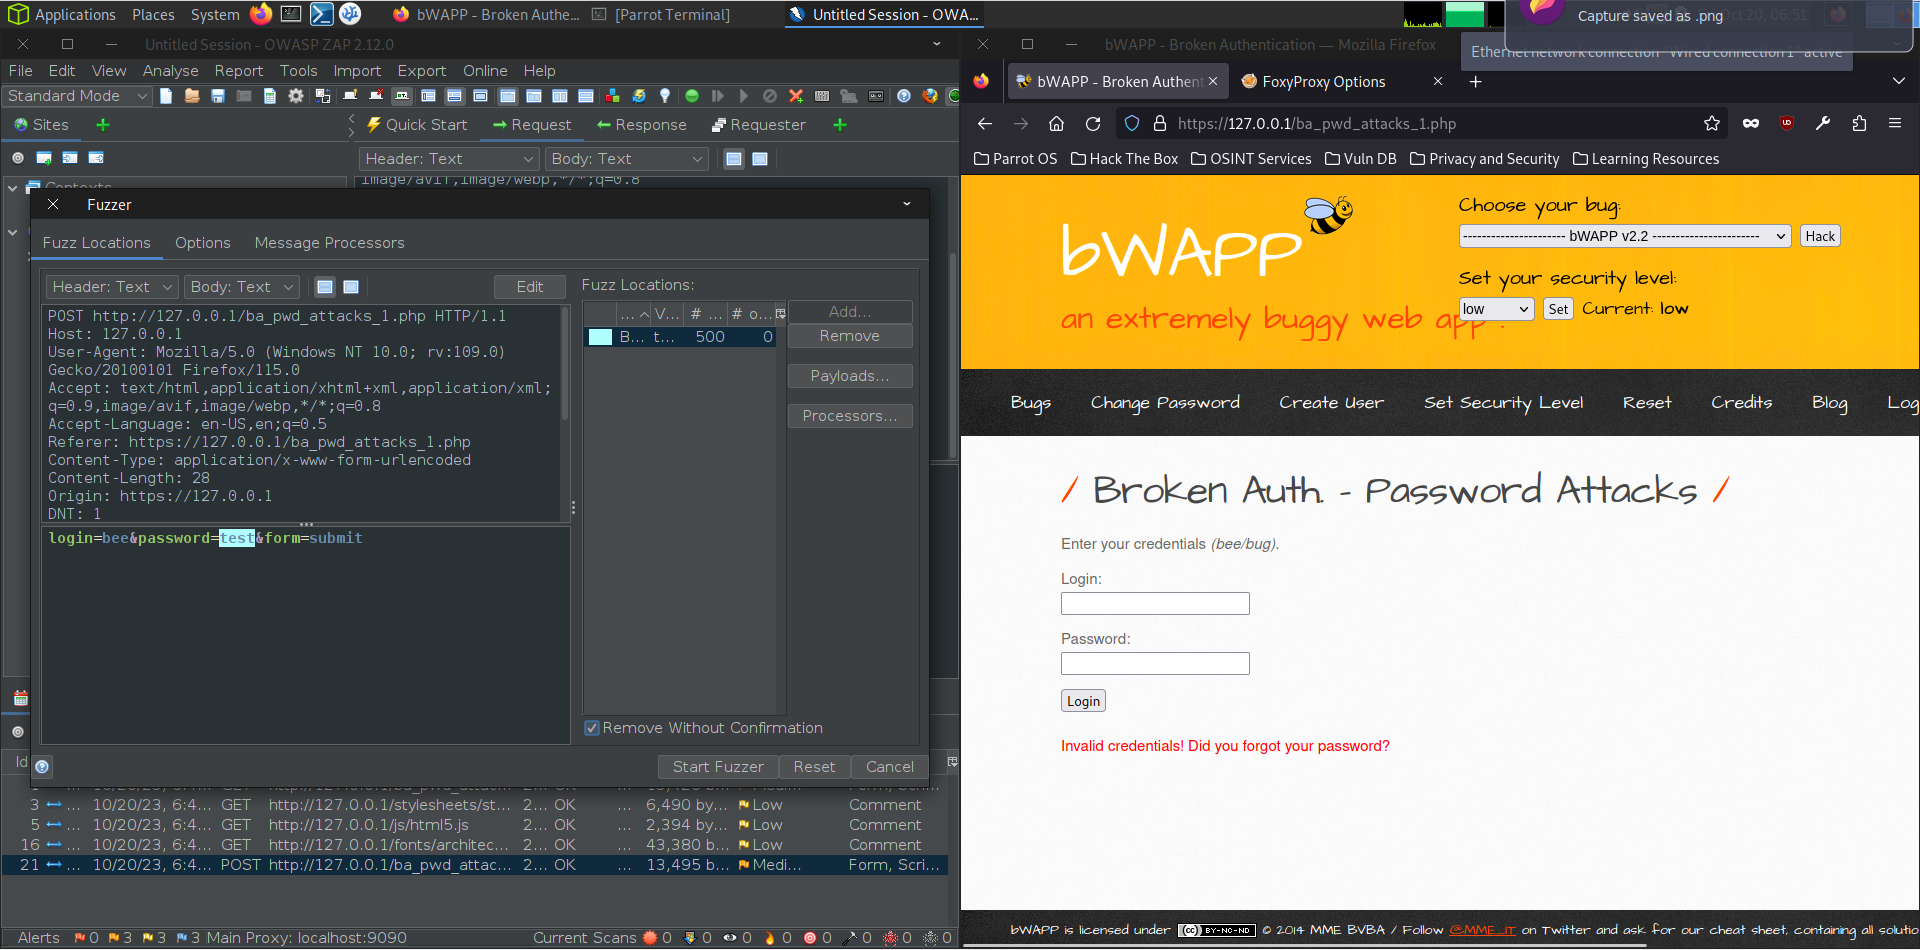 Applications Places System
bWAPP - Broken Authe...
[Parrot Terminal]
Untitled Session - OWA...
Capture saved as .png
Ethernet network connection "Wired connection 1" active
Untitled Session - OWASP ZAP 2.12.0
File Edit View Analyse Report Tools Import Export Online Help
Standard Mode
Sites
Quick Start Request Response Requester
Header: Text Body: Text
Contexts
image/avif,image/webp,*/*;q=0.8
Fuzzer
Fuzz Locations Options Message Processors
Header: Text Body: Text Edit
POST http://127.0.0.1/ba_pwd_attacks_1.php HTTP/1.1
Host: 127.0.0.1
User-Agent: Mozilla/5.0 (Windows NT 10.0; rv:109.0)
Gecko/20100101 Firefox/115.0
Accept: text/html,application/xhtml+xml,application/xml;
q=0.9,image/avif,image/webp,*/*;q=0.8
Accept-Language: en-US,en;q=0.5
Referer: https://127.0.0.1/ba_pwd_attacks_1.php
Content-Type: application/x-www-form-urlencoded
Content-Length: 28
Origin: https://127.0.0.1
DNT: 1
login=bee&password=test&form=submit
Fuzz Locations:
... V... # ... # o...
B... t... 500 0
Add...
Remove
Payloads...
Processors...
Remove Without Confirmation
Start Fuzzer Reset Cancel
Id
3 ... 10/20/23, 6:4... GET http://127.0.0.1/stylesheets/st... 2... OK ... 6,490 by... Low Comment
5 ... 10/20/23, 6:4... GET http://127.0.0.1/js/html5.js 2... OK ... 2,394 by... Low Comment
16 ... 10/20/23, 6:4... GET http://127.0.0.1/fonts/architec... 2... OK ... 43,380 b... Low Comment
21 ... 10/20/23, 6:4... POST http://127.0.0.1/ba_pwd_attac... 2... OK ... 13,495 b... Medi... Form, Scri...
Alerts 0 3 3 3 Main Proxy: localhost:9090 Current Scans 0 0 0 0 0 0 0 0
bWAPP - Broken Authentication — Mozilla Firefox
bWAPP - Broken Authent
FoxyProxy Options
https://127.0.0.1/ba_pwd_attacks_1.php
Parrot OS Hack The Box OSINT Services Vuln DB Privacy and Security Learning Resources
bWAPP
an extremely buggy web app !
Choose your bug:
---------------------- bWAPP v2.2 ----------------------- Hack
Set your security level:
low Set Current: low
Bugs Change Password Create User Set Security Level Reset Credits Blog Log
/ Broken Auth. - Password Attacks /
Enter your credentials (bee/bug).
Login:
Password:
Login
Invalid credentials! Did you forgot your password?
bWAPP is licensed under CC BY-NC-ND © 2014 MME BVBA / Follow @MME_IT on Twitter and ask for our cheat sheet, containing all solutio